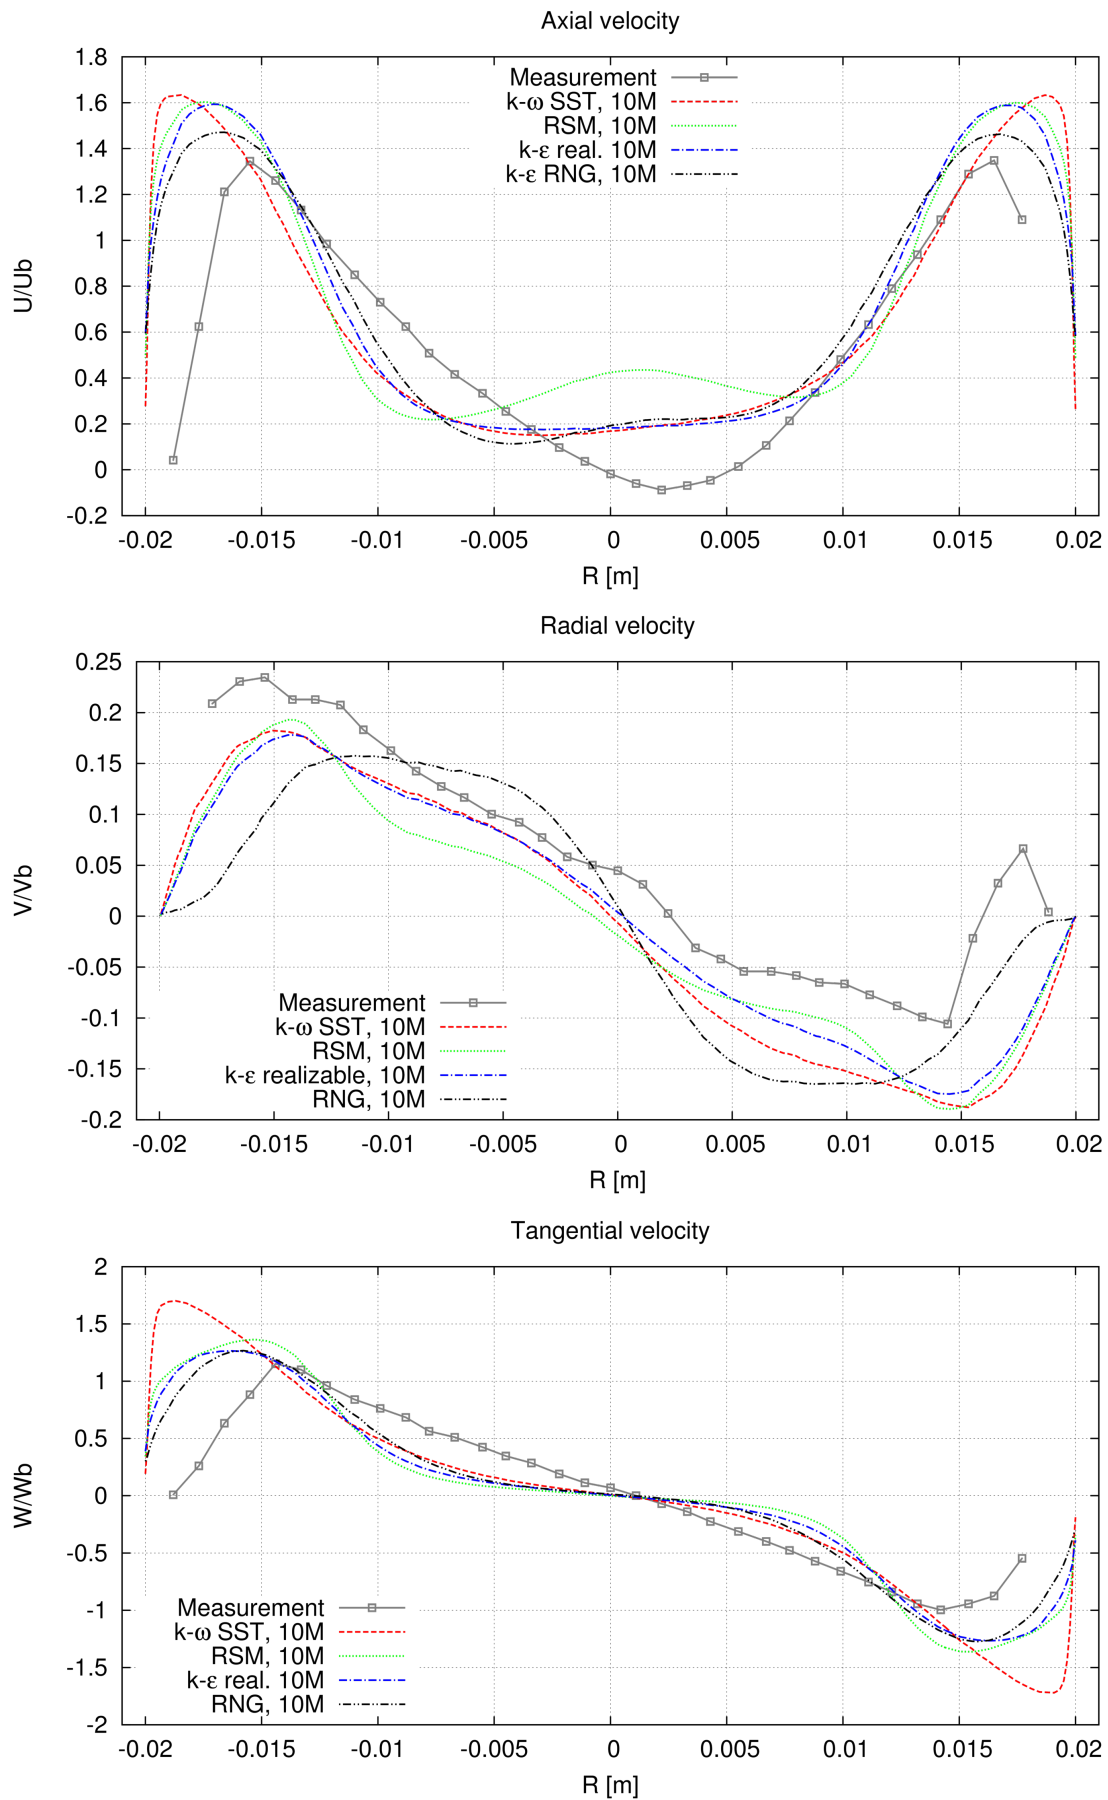 Axial velocity
1.8
1.6
1.4
1.2
1
0.8
0.6
0.4
0.2
0
-0.2
U/Ub
Measurement
k-ω SST, 10M
RSM, 10M
k-ε real. 10M
k-ε RNG, 10M
-0.02 -0.015 -0.01 -0.005 0 0.005 0.01 0.015 0.02
R [m]
Radial velocity
0.25
0.2
0.15
0.1
0.05
0
-0.05
-0.1
-0.15
-0.2
V/Vb
Measurement
k-ω SST, 10M
RSM, 10M
k-ε realizable, 10M
RNG, 10M
-0.02 -0.015 -0.01 -0.005 0 0.005 0.01 0.015 0.02
R [m]
Tangential velocity
2
1.5
1
0.5
0
-0.5
-1
-1.5
-2
W/Wb
Measurement
k-ω SST, 10M
RSM, 10M
k-ε real. 10M
RNG, 10M
-0.02 -0.015 -0.01 -0.005 0 0.005 0.01 0.015 0.02
R [m]